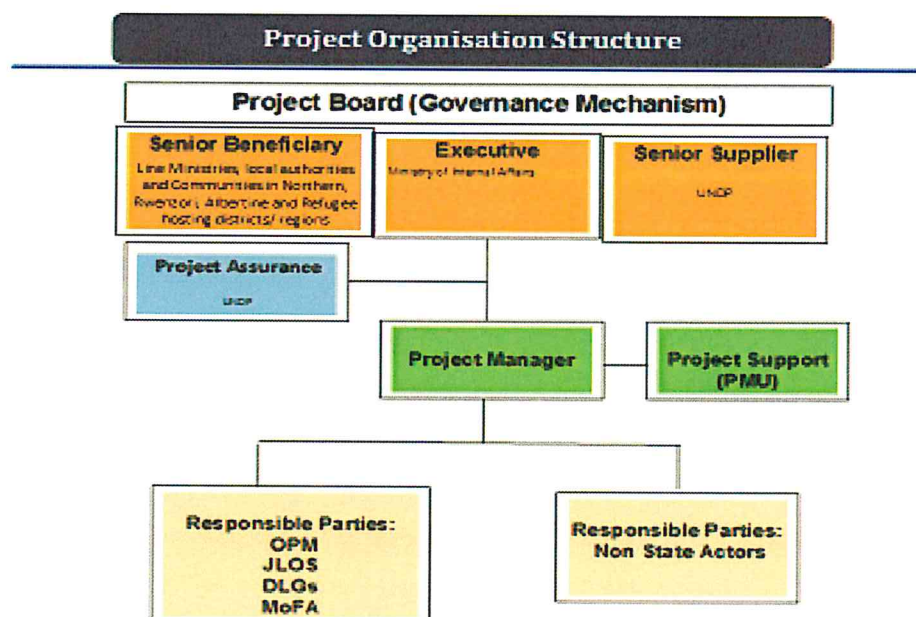 Project Organisation Structure
Project Board (Governance Mechanism)
Senior Beneficiary
Line Ministries, local authorities
and Communities in Northern,
Rwenzori, Albertine and Refugee
hosting districts/ regions
Executive
Ministry of Internal Affairs
Senior Supplier
UNDP
Project Assurance
UNDP
Project Manager
Project Support
(PMU)
Responsible Parties:
OPM
JLOS
DLGs
MoFA
Responsible Parties:
Non State Actors